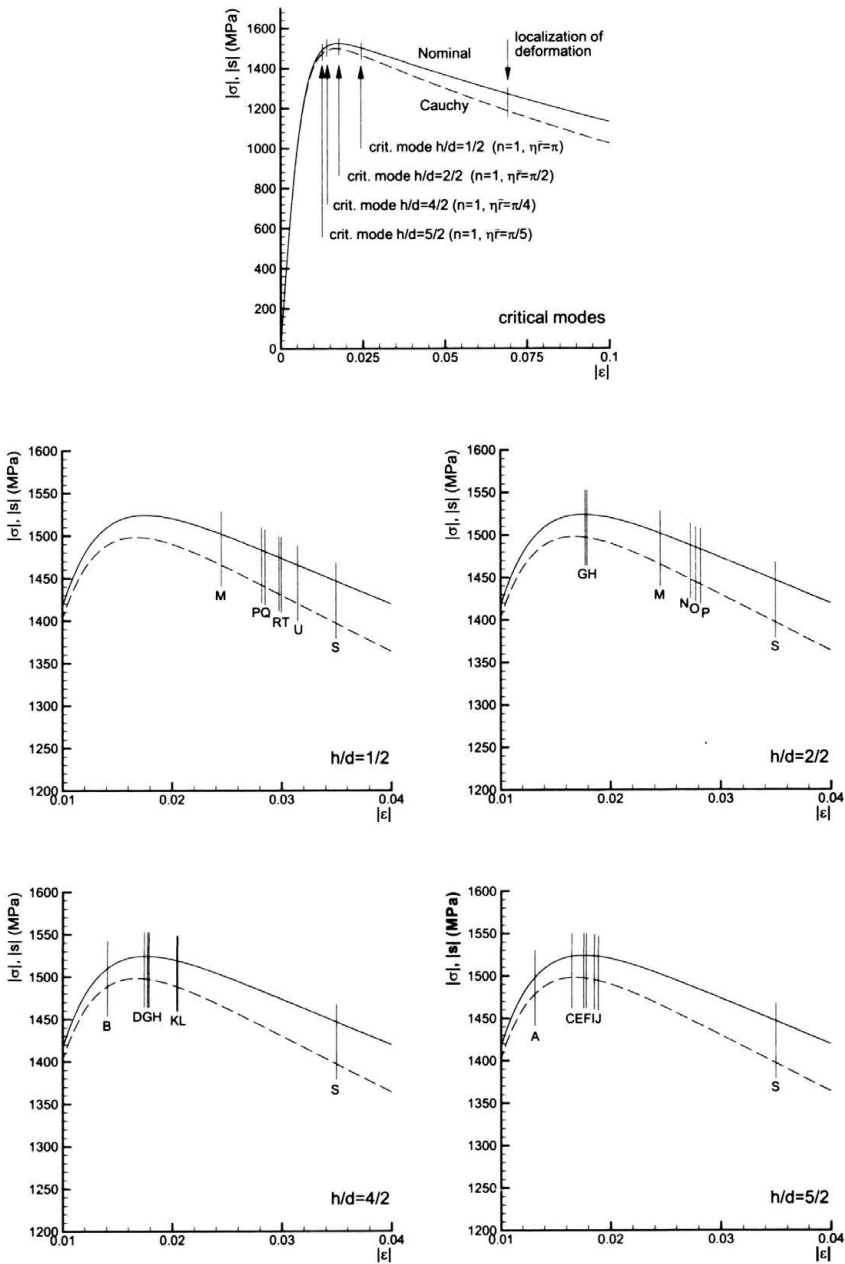 |σ|, |s| (MPa)
1600
1400
1200
1000
800
600
400
200
0
Nominal
Cauchy
localization of
deformation
crit. mode h/d=1/2 (n=1, ηr̄=π)
crit. mode h/d=2/2 (n=1, ηr̄=π/2)
crit. mode h/d=4/2 (n=1, ηr̄=π/4)
crit. mode h/d=5/2 (n=1, ηr̄=π/5)
critical modes
0 0.025 0.05 0.075 0.1
|ε|
|σ|, |s| (MPa)
1600
1550
1500
1450
1400
1350
1300
1250
1200
M PQ RT U S
h/d=1/2
0.01 0.02 0.03 0.04
|ε|
|σ|, |s| (MPa)
1600
1550
1500
1450
1400
1350
1300
1250
1200
GH M N O P S
h/d=2/2
0.01 0.02 0.03 0.04
|ε|
|σ|, |s| (MPa)
1600
1550
1500
1450
1400
1350
1300
1250
1200
B DGH KL S
h/d=4/2
0.01 0.02 0.03 0.04
|ε|
|σ|, |s| (MPa)
1600
1550
1500
1450
1400
1350
1300
1250
1200
A CEFIJ S
h/d=5/2
0.01 0.02 0.03 0.04
|ε|